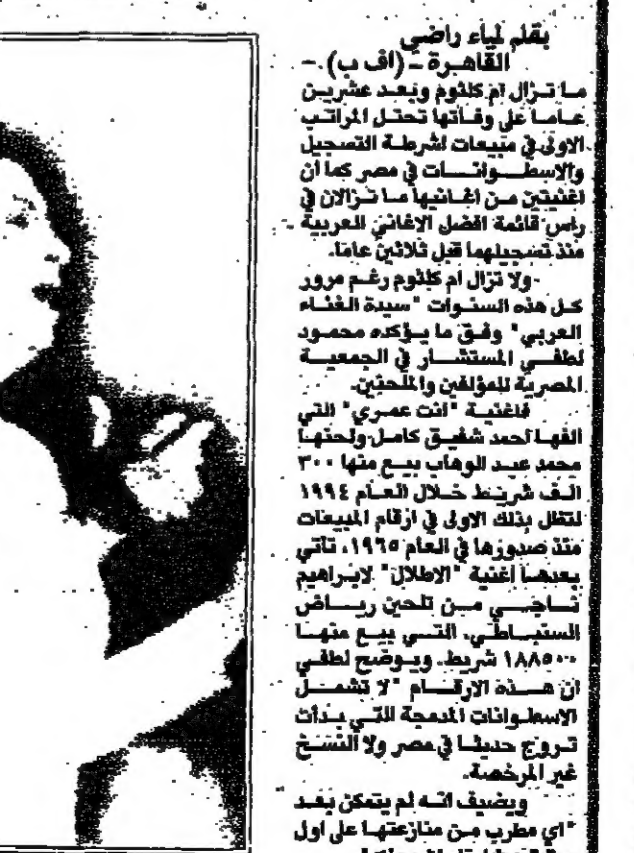 بقلم لمياء راضي
القاهرة - (اف ب) -
ما تزال ام كلثوم وبعد عشرين
عاما على وفاتها تحتل المراتب
الاولى في مبيعات اشرطة التسجيل
والاسطوانات في مصر كما ان
اغنيتين من اغانيها ما تزالان في
راس قائمة افضل الاغاني العربية
منذ تسجيلهما قبل ثلاثين عاما.
ولا تزال ام كلثوم رغم مرور
كل هذه السنوات "سيدة الغناء
العربي" وفق ما يؤكده محمود
لطفي المستشار في الجمعية
المصرية للمؤلفين والملحنين.
فاغنية "انت عمري" التي
الفها احمد شفيق كامل ولحنها
محمد عبد الوهاب بيع منها ٣٠٠
الف شريط خلال العام ١٩٩٤
لتظل بذلك الاولى في ارقام المبيعات
منذ صدورها في العام ١٩٦٥، تأتي
بعدها اغنية "الاطلال" لابراهيم
ناجي من تلحين رياض
السنباطي، التي بيع منها
شريط. ويوضح لطفي
ان هذه الارقام "لا تشمل
الاسطوانات المدمجة التي بدأت
تروج حديثا في مصر ولا النسخ
غير المرخصة.
ويضيف انه لم يتمكن بعد
"اي مطرب من منازعتها على اول